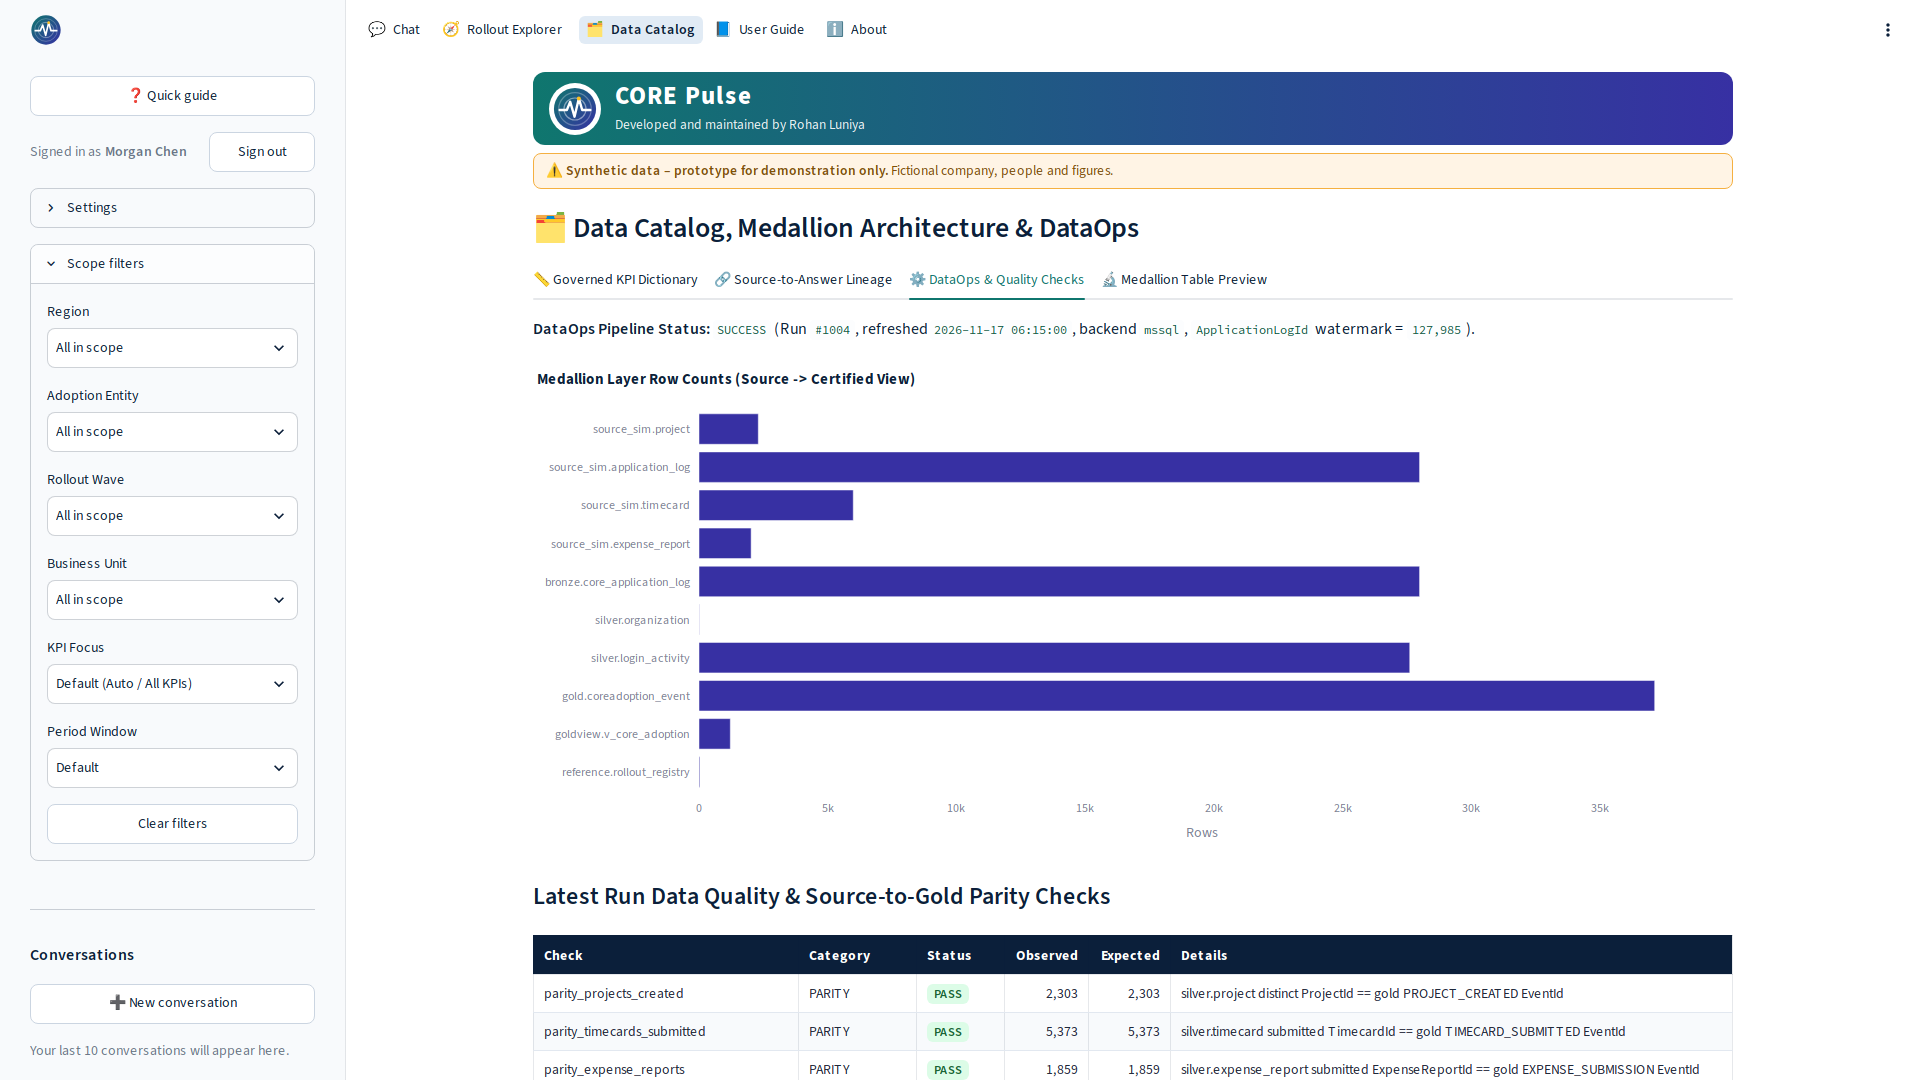 💬 Chat
🧭 Rollout Explorer
🗂️ Data Catalog
📘 User Guide
ℹ️ About
❓ Quick guide
Signed in as Morgan Chen
Sign out
Settings
Scope filters
Region
All in scope
Adoption Entity
All in scope
Rollout Wave
All in scope
Business Unit
All in scope
KPI Focus
Default (Auto / All KPIs)
Period Window
Default
Clear filters
Conversations
➕ New conversation
Your last 10 conversations will appear here.
CORE Pulse
Developed and maintained by Rohan Luniya
⚠️ Synthetic data – prototype for demonstration only. Fictional company, people and figures.
🗂️ Data Catalog, Medallion Architecture & DataOps
📏 Governed KPI Dictionary
🔗 Source-to-Answer Lineage
⚙️ DataOps & Quality Checks
🔬 Medallion Table Preview
DataOps Pipeline Status: SUCCESS (Run #1004 , refreshed 2026-11-17 06:15:00 , backend mssql , ApplicationLogId watermark = 127,985 ).
Medallion Layer Row Counts (Source -> Certified View)
source_sim.project
source_sim.application_log
source_sim.timecard
source_sim.expense_report
bronze.core_application_log
silver.organization
silver.login_activity
gold.coreadoption_event
goldview.v_core_adoption
reference.rollout_registry
0 5k 10k 15k 20k 25k 30k 35k
Rows
Latest Run Data Quality & Source-to-Gold Parity Checks
Check Category Status Observed Expected Details
parity_projects_created PARITY PASS 2,303 2,303 silver.project distinct ProjectId == gold PROJECT_CREATED EventId
parity_timecards_submitted PARITY PASS 5,373 5,373 silver.timecard submitted TimecardId == gold TIMECARD_SUBMITTED EventId
parity_expense_reports PARITY PASS 1,859 1,859 silver.expense_report submitted ExpenseReportId == gold EXPENSE_SUBMISSION EventId